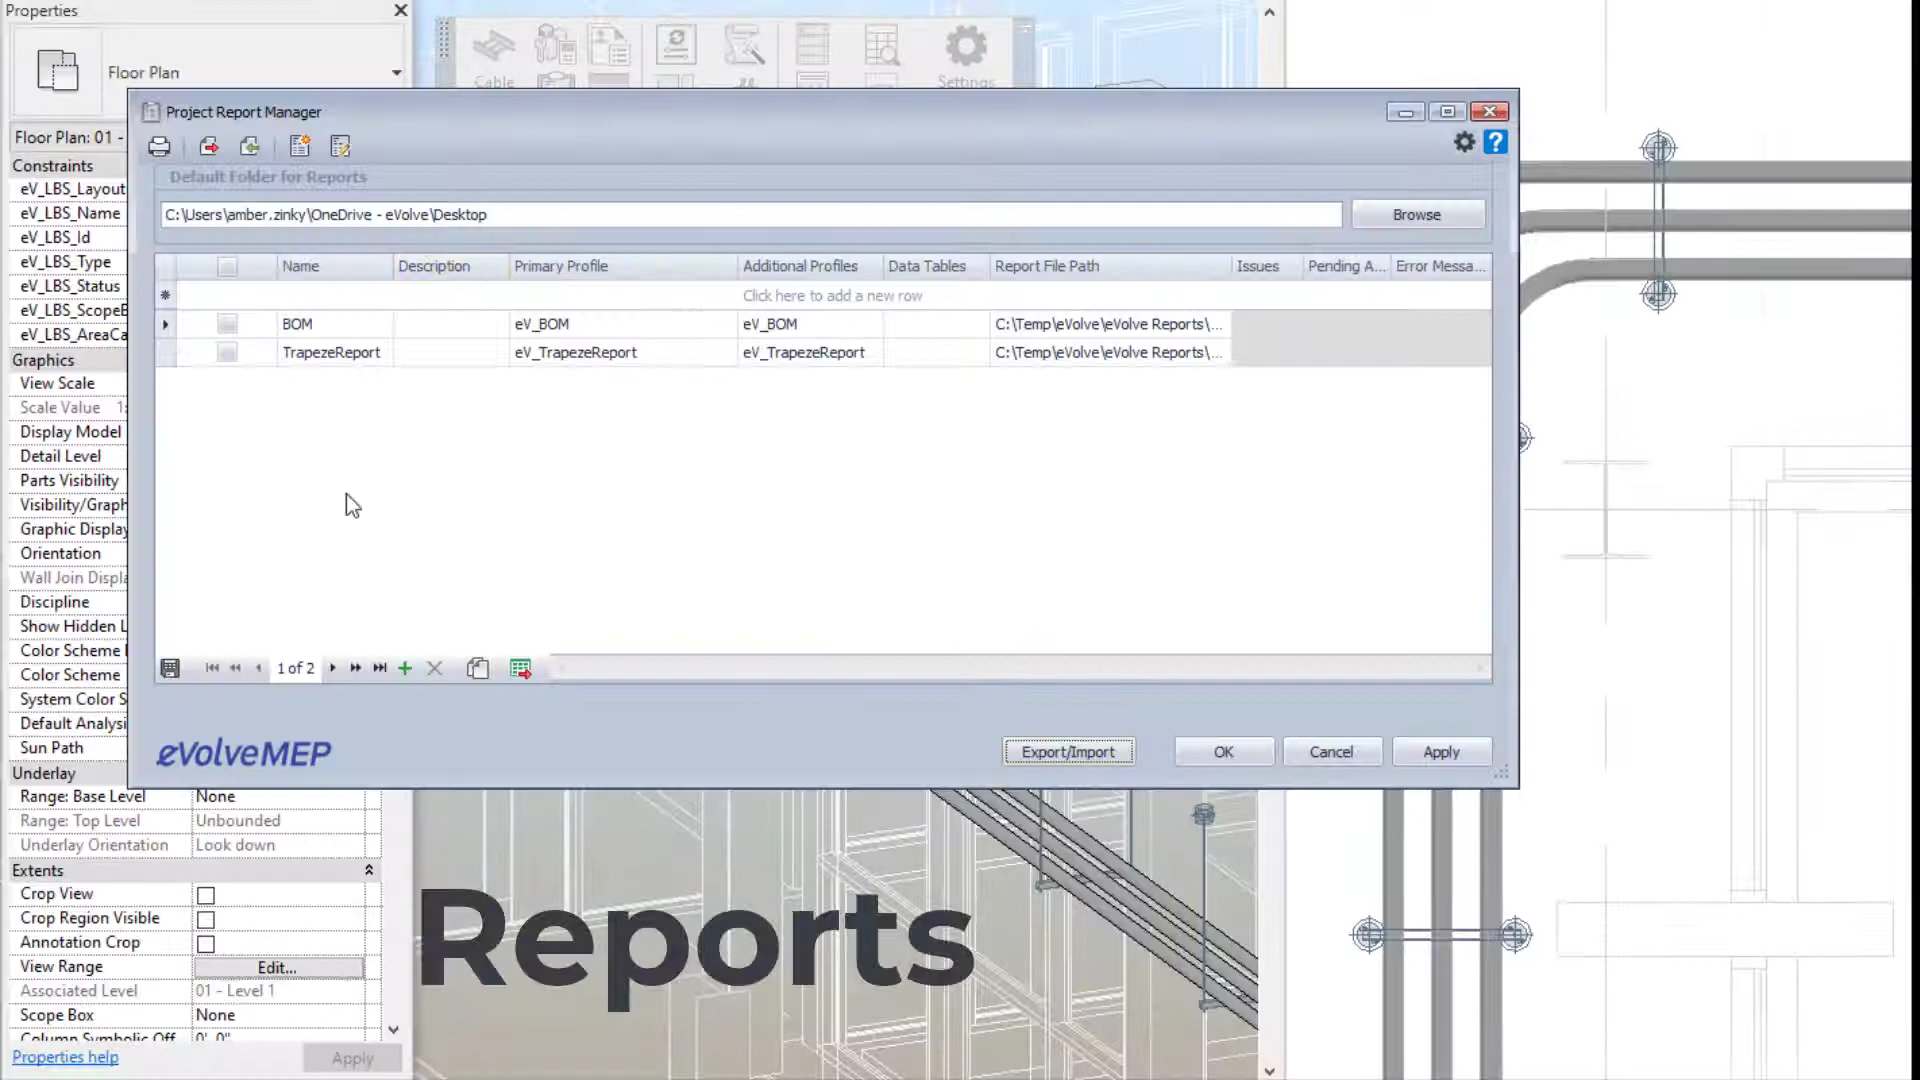 Properties
Floor Plan
Cable
Settings
Project Report Manager
Default Folder for Reports
C:\Users\amber.zinky\OneDrive - eVolve\Desktop
Browse
Name Description Primary Profile Additional Profiles Data Tables Report File Path Issues Pending A... Error Messa...
Click here to add a new row
BOM eV_BOM eV_BOM C:\Temp\eVolve\eVolve Reports\...
TrapezeReport eV_TrapezeReport eV_TrapezeReport C:\Temp\eVolve\eVolve Reports\...
1 of 2
eVolveMEP
Export/Import
OK
Cancel
Apply
Floor Plan: 01 -
Constraints
eV_LBS_Layout
eV_LBS_Name
eV_LBS_Id
eV_LBS_Type
eV_LBS_Status
eV_LBS_ScopeB
eV_LBS_AreaCa
Graphics
View Scale
Scale Value 1:
Display Model
Detail Level
Parts Visibility
Visibility/Graph
Graphic Display
Orientation
Wall Join Displa
Discipline
Show Hidden L
Color Scheme
Color Scheme
System Color S
Default Analysi
Sun Path
Underlay
Range: Base Level None
Range: Top Level Unbounded
Underlay Orientation Look down
Extents
Crop View
Crop Region Visible
Annotation Crop
View Range Edit...
Associated Level 01 - Level 1
Scope Box None
Column Symbolic Off 0' 0"
Properties help
Apply
Reports